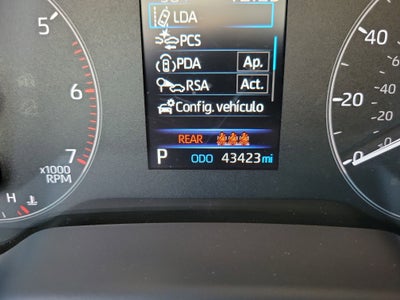 LDA
PCS
PDA Ap.
RSA Act.
Config. vehículo
REAR
P ODO 43423 mi
5
6
7
x1000
RPM
H
40
0
0